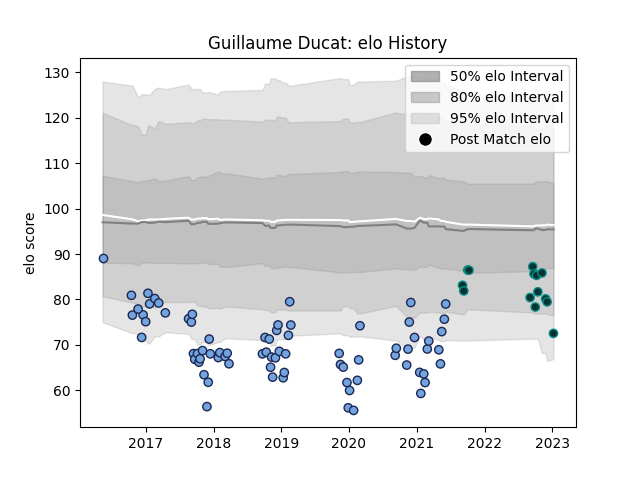 Guillaume Ducat: elo History
50% elo Interval
80% elo Interval
95% elo Interval
Post Match elo
elo score
130
120
110
100
90
80
70
60
2017 2018 2019 2020 2021 2022 2023